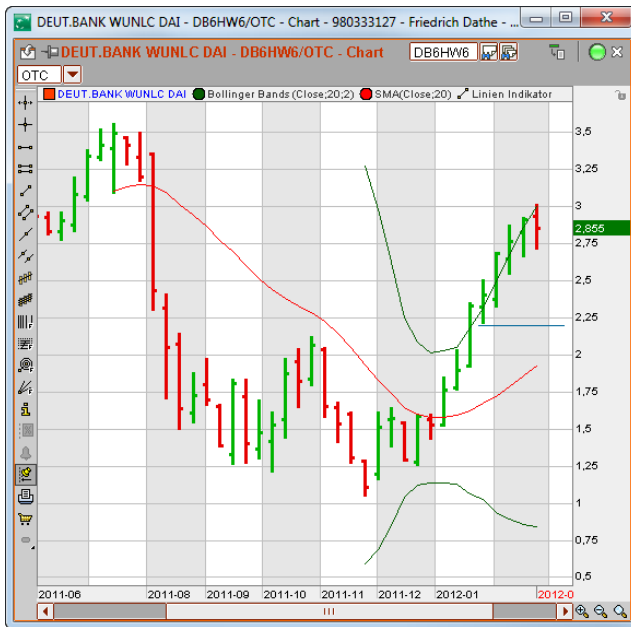 DEUT.BANK WUNLC DAI - DB6HW6/OTC - Chart - 980333127 - Friedrich Dathe - ...
DEUT.BANK WUNLC DAI - DB6HW6/OTC - Chart DB6HW6
OTC
DEUT.BANK WUNLC DAI Bollinger Bands (Close;20;2) SMA(Close;20) Linien Indikator
3,5
3,25
3
2,855
2,75
2,5
2,25
2
1,75
1,5
1,25
1
0,75
0,5
2011-06 2011-08 2011-09 2011-10 2011-11 2011-12 2012-01 2012-0